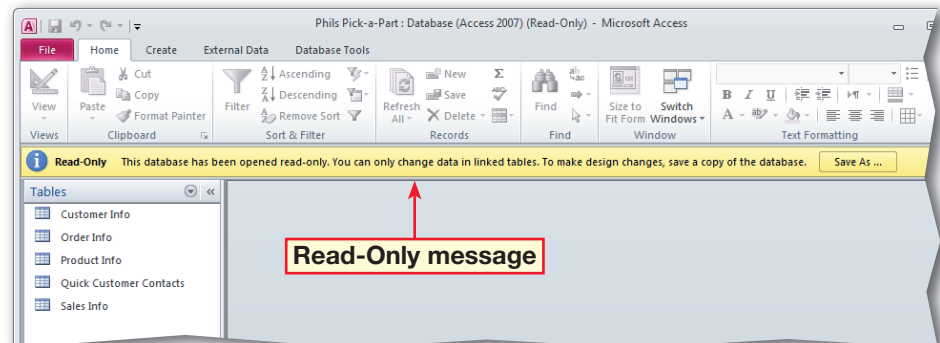 Phils Pick-a-Part : Database (Access 2007) (Read-Only) - Microsoft Access
File Home Create External Data Database Tools
View
Views
Paste
Cut
Copy
Format Painter
Clipboard
Filter
Ascending
Descending
Remove Sort
Sort & Filter
Refresh
All
New
Save
Delete
Records
Find
Find
Size to
Fit Form
Switch
Windows
Window
B I U
A
Text Formatting
Read-Only This database has been opened read-only. You can only change data in linked tables. To make design changes, save a copy of the database. Save As ...
Tables
Customer Info
Order Info
Product Info
Quick Customer Contacts
Sales Info
Read-Only message